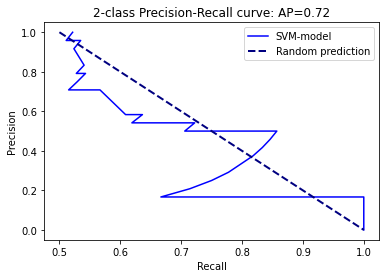 2-class Precision-Recall curve: AP=0.72
SVM-model
Random prediction
Precision
1.0
0.8
0.6
0.4
0.2
0.0
0.5 0.6 0.7 0.8 0.9 1.0
Recall